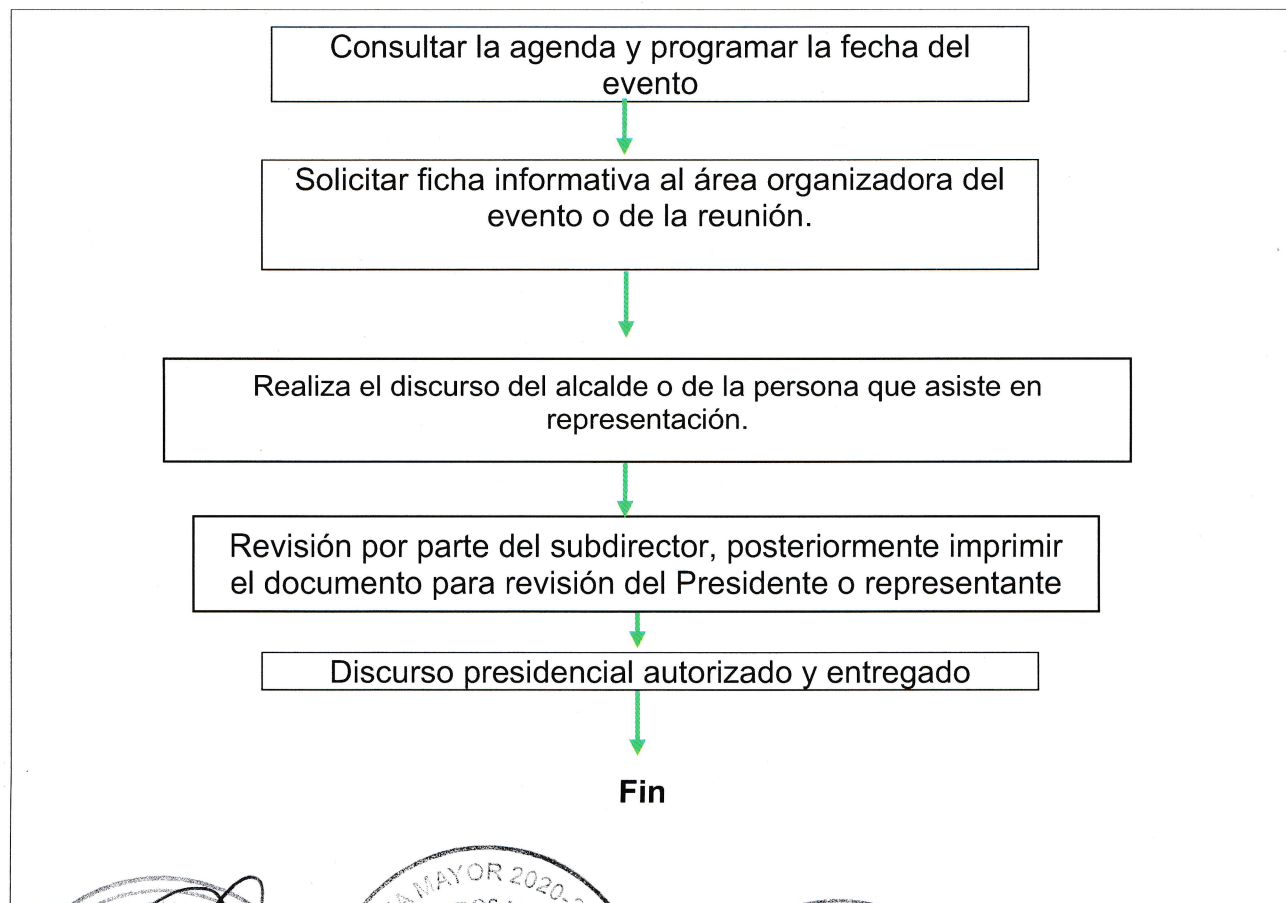 Consultar la agenda y programar la fecha del
evento
Solicitar ficha informativa al área organizadora del
evento o de la reunión.
Realiza el discurso del alcalde o de la persona que asiste en
representación.
Revisión por parte del subdirector, posteriormente imprimir
el documento para revisión del Presidente o representante
Discurso presidencial autorizado y entregado
Fin
MAYOR 2020-